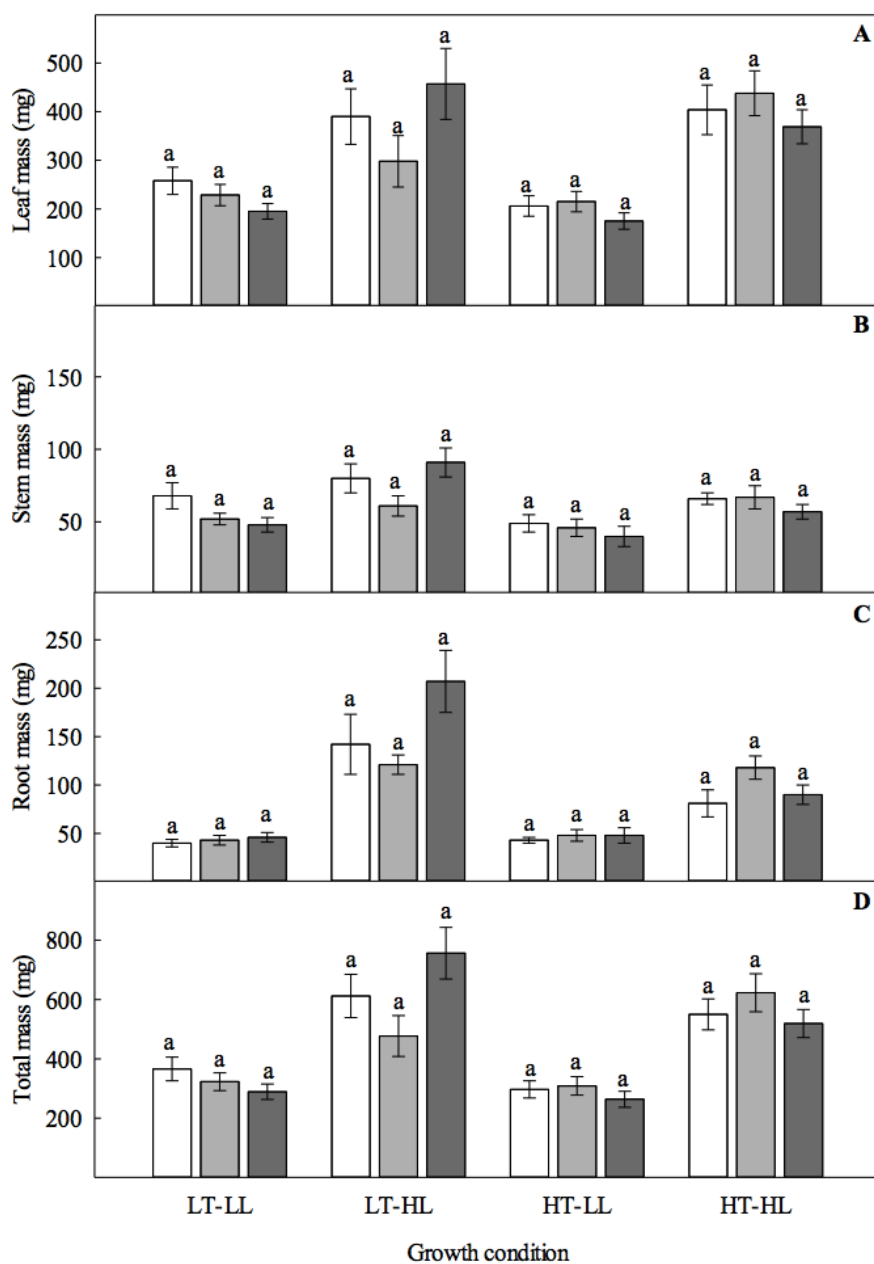 A
Leaf mass (mg)
500
400
300
200
100
a a a a a a a a a a a a
B
Stem mass (mg)
150
100
50
a a a a a a a a a a a a
C
Root mass (mg)
250
200
150
100
50
a a a a a a a a a a a a
D
Total mass (mg)
800
600
400
200
a a a a a a a a a a a a
LT-LL LT-HL HT-LL HT-HL
Growth condition